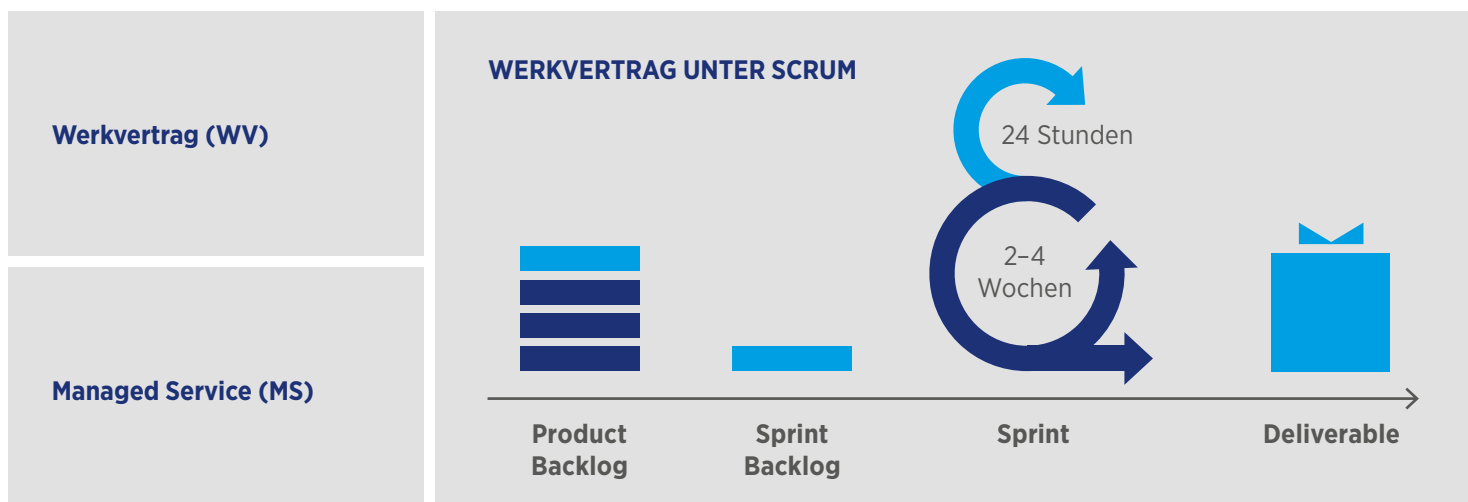 Werkvertrag (WV)
Managed Service (MS)
WERKVERTRAG UNTER SCRUM
24 Stunden
2–4
Wochen
Product
Backlog
Sprint
Backlog
Sprint
Deliverable